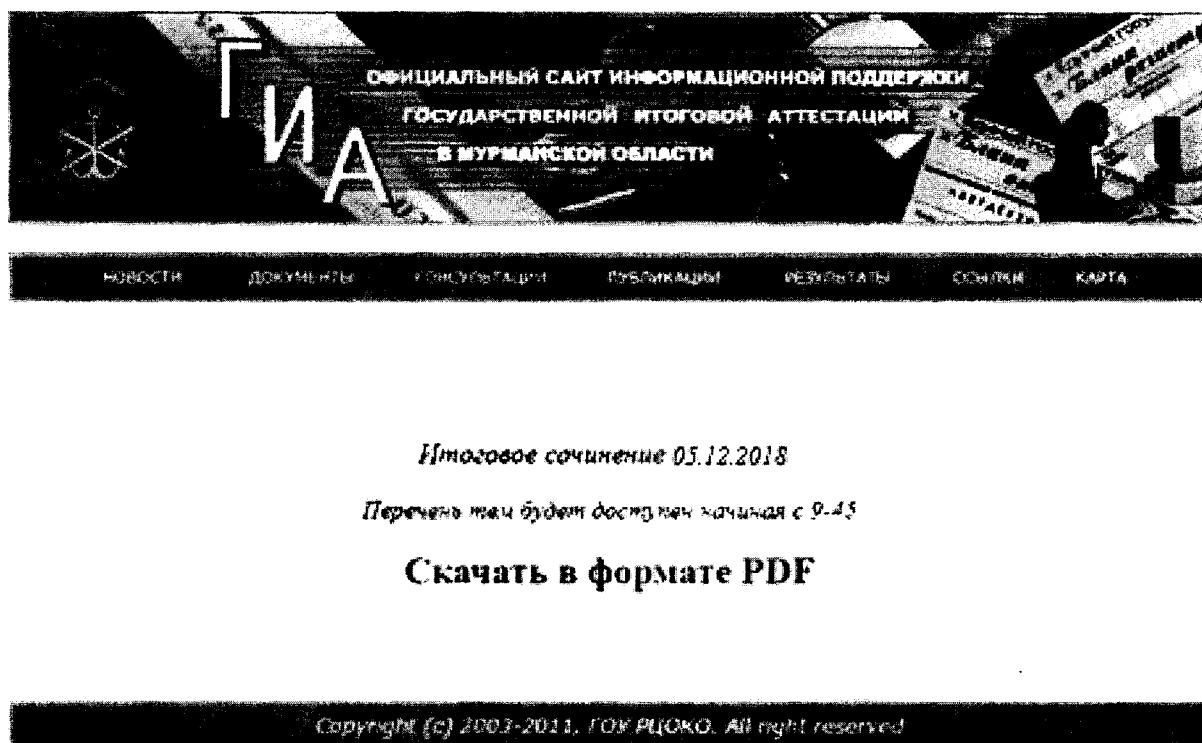 ГИА
ОФИЦИАЛЬНЫЙ САЙТ ИНФОРМАЦИОННОЙ ПОДДЕРЖКИ
ГОСУДАРСТВЕННОЙ ИТОГОВОЙ АТТЕСТАЦИИ
В МУРМАНСКОЙ ОБЛАСТИ
НОВОСТИ ДОКУМЕНТЫ КОНСУЛЬТАЦИИ ПУБЛИКАЦИИ РЕЗУЛЬТАТЫ ССЫЛКИ КАРТА
Итоговое сочинение 05.12.2018
Перечень тем будет доступен начиная с 9-45
Скачать в формате PDF
Copyright (c) 2003-2011, ГОУ РЦОКО. All right reserved